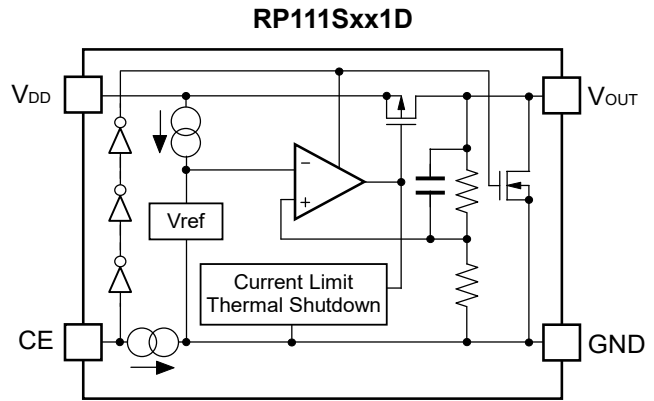 RP111Sxx1D
VDD
VOUT
−
+
Vref
Current Limit
Thermal Shutdown
CE
GND